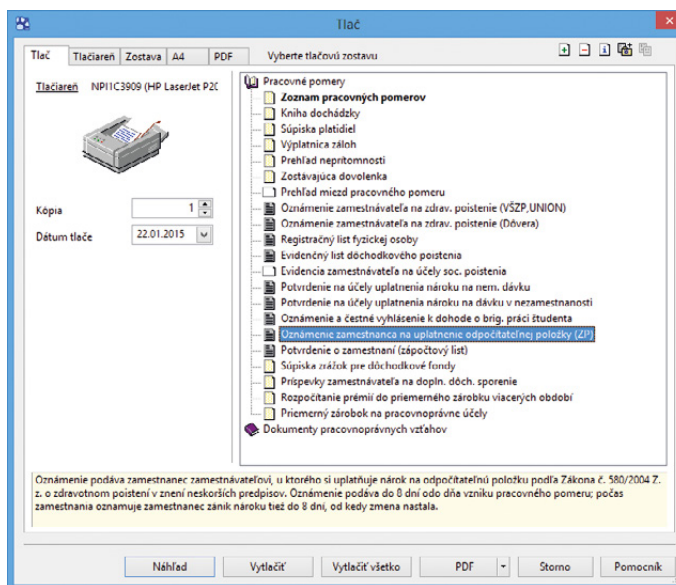 Tlač
Tlač Tlačiareň Zostava A4 PDF Vyberte tlačovú zostavu
Tlačiareň NPI1C3909 (HP LaserJet P20
Kópia 1
Dátum tlače 22.01.2015
Pracovné pomery
Zoznam pracovných pomerov
Kniha dochádzky
Súpiska platidiel
Výplatnica záloh
Prehľad neprítomnosti
Zostávajúca dovolenka
Prehľad miezd pracovného pomeru
Oznámenie zamestnávateľa na zdrav. poistenie (VŠZP,UNION)
Oznámenie zamestnávateľa na zdrav. poistenie (Dôvera)
Registračný list fyzickej osoby
Evidenčný list dôchodkového poistenia
Evidencia zamestnávateľa na účely soc. poistenia
Potvrdenie na účely uplatnenia nároku na nem. dávku
Potvrdenie na účely uplatnenia nároku na dávku v nezamestnanosti
Oznámenie a čestné vyhlásenie k dohode o brig. práci študenta
Oznámenie zamestnanca na uplatnenie odpočítateľnej položky (ZP)
Potvrdenie o zamestnaní (zápočtový list)
Súpiska zrážok pre dôchodkové fondy
Príspevky zamestnávateľa na dopln. dôch. sporenie
Rozpočítanie prémií do priemerného zárobku viacerých období
Priemerný zárobok na pracovnoprávne účely
Dokumenty pracovnoprávnych vzťahov
Oznámenie podáva zamestnanec zamestnávateľovi, u ktorého si uplatňuje nárok na odpočítateľnú položku podľa Zákona č. 580/2004 Z.
z. o zdravotnom poistení v znení neskorších predpisov. Oznámenie podáva do 8 dní odo dňa vzniku pracovného pomeru; počas
zamestnania oznamuje zamestnanec zánik nároku tiež do 8 dní, od kedy zmena nastala.
Náhľad Vytlačiť Vytlačiť všetko PDF Storno Pomocník